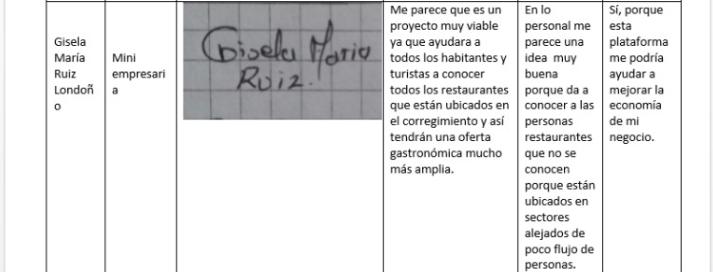 Gisela
María
Ruiz
Londoñ
o
Mini
empresari
a
Gisela Maria
Ruiz.
Me parece que es un
proyecto muy viable
ya que ayudara a
todos los habitantes y
turistas a conocer
todos los restaurantes
que están ubicados en
el corregimiento y así
tendrán una oferta
gastronómica mucho
más amplia.
En lo
personal me
parece una
idea muy
buena
porque da a
conocer a las
personas
restaurantes
que no se
conocen
porque están
ubicados en
sectores
alejados de
poco flujo de
personas.
Sí, porque
esta
plataforma
me podría
ayudar a
mejorar la
economía
de mi
negocio.